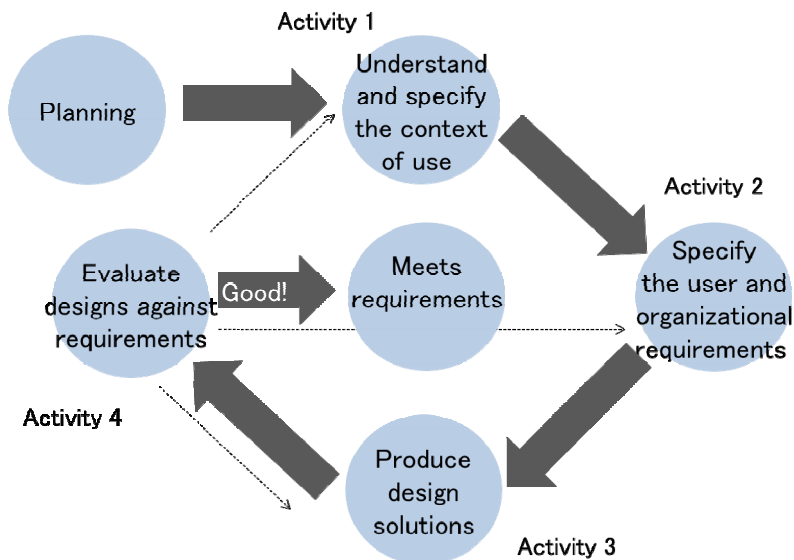 Activity 1
Planning
Understand
and specify
the context
of use
Activity 2
Specify
the user and
organizational
requirements
Evaluate
designs against
requirements
Good!
Meets
requirements
Activity 4
Produce
design
solutions
Activity 3